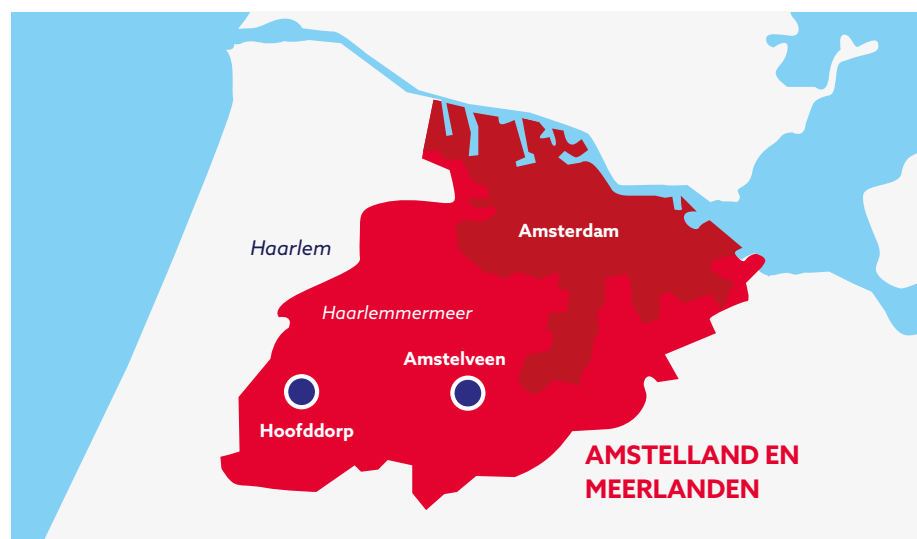 Amsterdam
Haarlem
Haarlemmermeer
Amstelveen
Hoofddorp
AMSTELLAND EN
MEERLANDEN